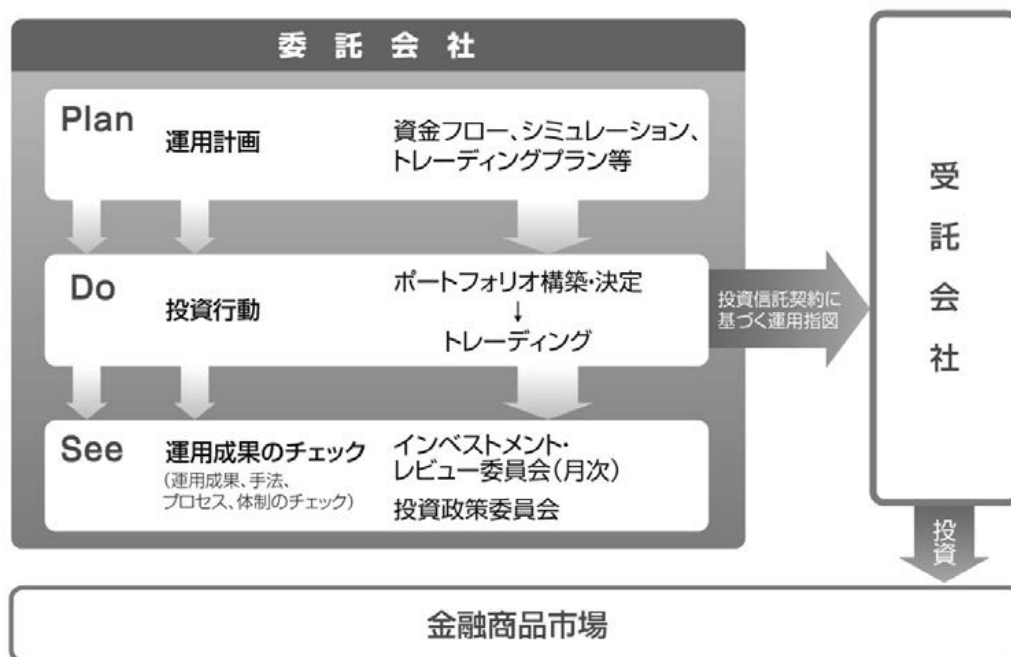 委託会社
Plan
運用計画
資金フロー、シミュレーション、
トレーディングプラン等
Do
投資行動
ポートフォリオ構築・決定
↓
トレーディング
See
運用成果のチェック
(運用成果、手法、
プロセス、体制のチェック)
インベストメント・
レビュー委員会(月次)
投資政策委員会
投資信託契約に
基づく運用指図
受託会社
投資
金融商品市場